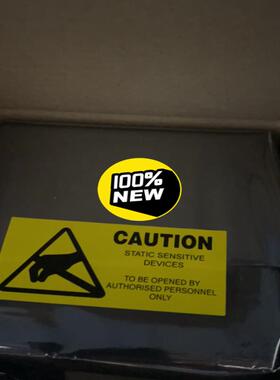 100%
NEW
CAUTION
STATIC SENSITIVE
DEVICES
TO BE OPENED BY
AUTHORISED PERSONNEL
ONLY